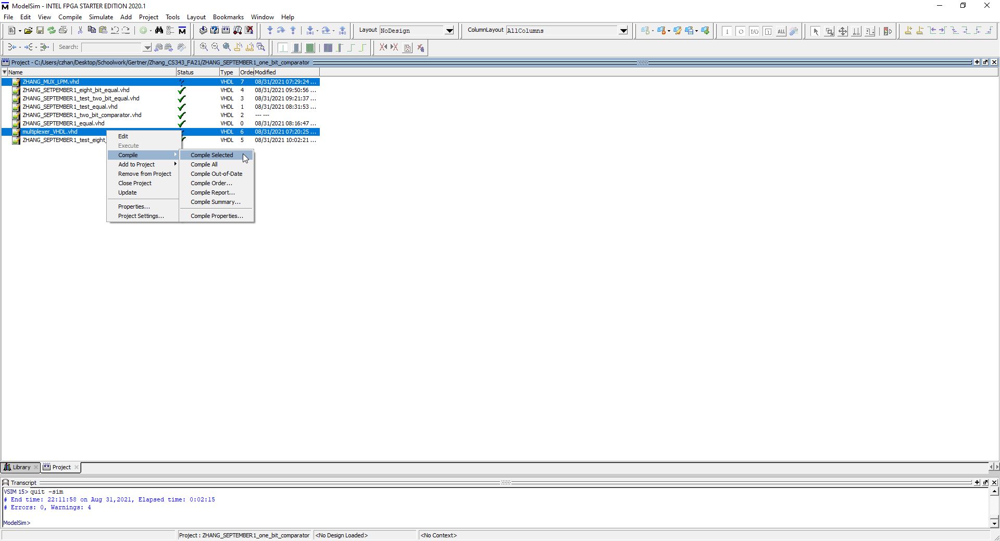 ModelSim - INTEL FPGA STARTER EDITION 2020.1
File Edit View Compile Simulate Add Project Tools Layout Bookmarks Window Help
Layout NoDesign ColumnLayout AllColumns
Search:
Project - C:/Users/czhan/Desktop/Schoolwork/Gertner/Zhang_CS343_FA21/ZHANG_SEPTEMBER1_one_bit_comparator
Name Status Type Order Modified
ZHANG_MUX_LPM.vhd ? VHDL 7 08/31/2021 07:29:24 ...
ZHANG_SETPEMBER1_eight_bit_equal.vhd VHDL 4 08/31/2021 09:50:56 ...
ZHANG_SEPTEMBER1_test_two_bit_equal.vhd VHDL 3 08/31/2021 09:21:37 ...
ZHANG_SEPTEMBER1_test_equal.vhd VHDL 1 08/31/2021 08:31:53 ...
ZHANG_SEPTEMBER1_two_bit_comparator.vhd VHDL 2 --- ---
ZHANG_SEPTEMBER1_equal.vhd VHDL 0 08/31/2021 08:16:47 ...
multiplexer_VHDL.vhd VHDL 6 08/31/2021 07:20:25 ...
ZHANG_SEPTEMBER1_test_eight_ VHDL 5 08/31/2021 10:02:21 ...
Edit
Execute
Compile
Add to Project
Remove from Project
Close Project
Update
Properties...
Project Settings...
Compile Selected
Compile All
Compile Out-of-Date
Compile Order...
Compile Report...
Compile Summary...
Compile Properties...
Library Project
Transcript
VSIM 15> quit -sim
# End time: 22:11:58 on Aug 31,2021, Elapsed time: 0:02:15
# Errors: 0, Warnings: 4
ModelSim>
Project : ZHANG_SEPTEMBER1_one_bit_comparator <No Design Loaded> <No Context>